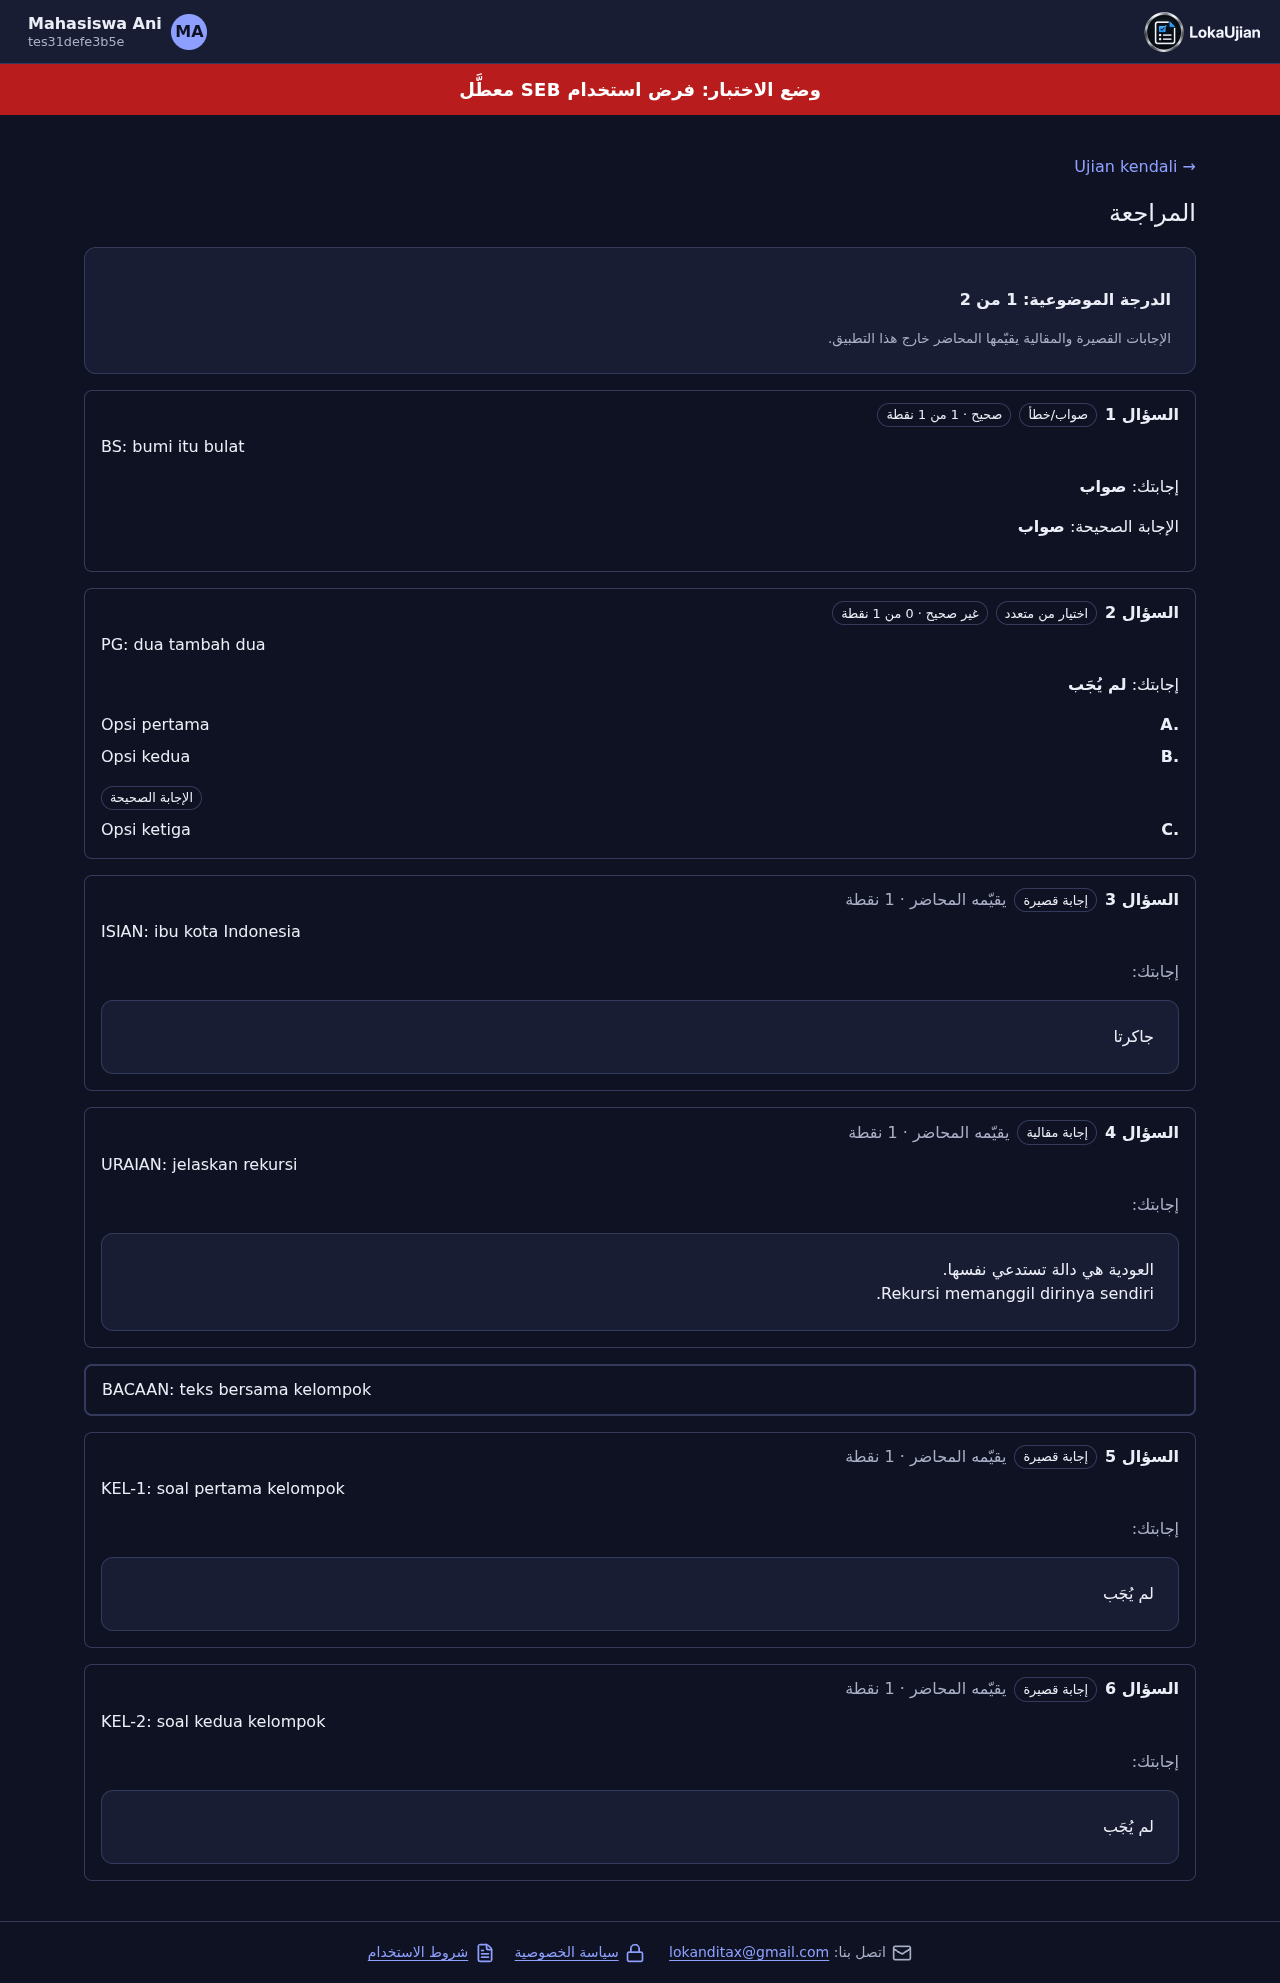 LokaUjian
Mahasiswa Ani
tes31defe3b5e
MA
وضع الاختبار: فرض استخدام SEB معطَّل
→ Ujian kendali
المراجعة
الدرجة الموضوعية: 1 من 2
الإجابات القصيرة والمقالية يقيّمها المحاضر خارج هذا التطبيق.
السؤال 1 صواب/خطأ صحيح · 1 من 1 نقطة
BS: bumi itu bulat
إجابتك: صواب
الإجابة الصحيحة: صواب
السؤال 2 اختيار من متعدد غير صحيح · 0 من 1 نقطة
PG: dua tambah dua
إجابتك: لم يُجَب
A. Opsi pertama
B. Opsi kedua
الإجابة الصحيحة
C. Opsi ketiga
السؤال 3 إجابة قصيرة يقيّمه المحاضر · 1 نقطة
ISIAN: ibu kota Indonesia
إجابتك:
جاكرتا
السؤال 4 إجابة مقالية يقيّمه المحاضر · 1 نقطة
URAIAN: jelaskan rekursi
إجابتك:
العودية هي دالة تستدعي نفسها.
Rekursi memanggil dirinya sendiri.
BACAAN: teks bersama kelompok
السؤال 5 إجابة قصيرة يقيّمه المحاضر · 1 نقطة
KEL-1: soal pertama kelompok
إجابتك:
لم يُجَب
السؤال 6 إجابة قصيرة يقيّمه المحاضر · 1 نقطة
KEL-2: soal kedua kelompok
إجابتك:
لم يُجَب
اتصل بنا: lokanditax@gmail.com سياسة الخصوصية شروط الاستخدام